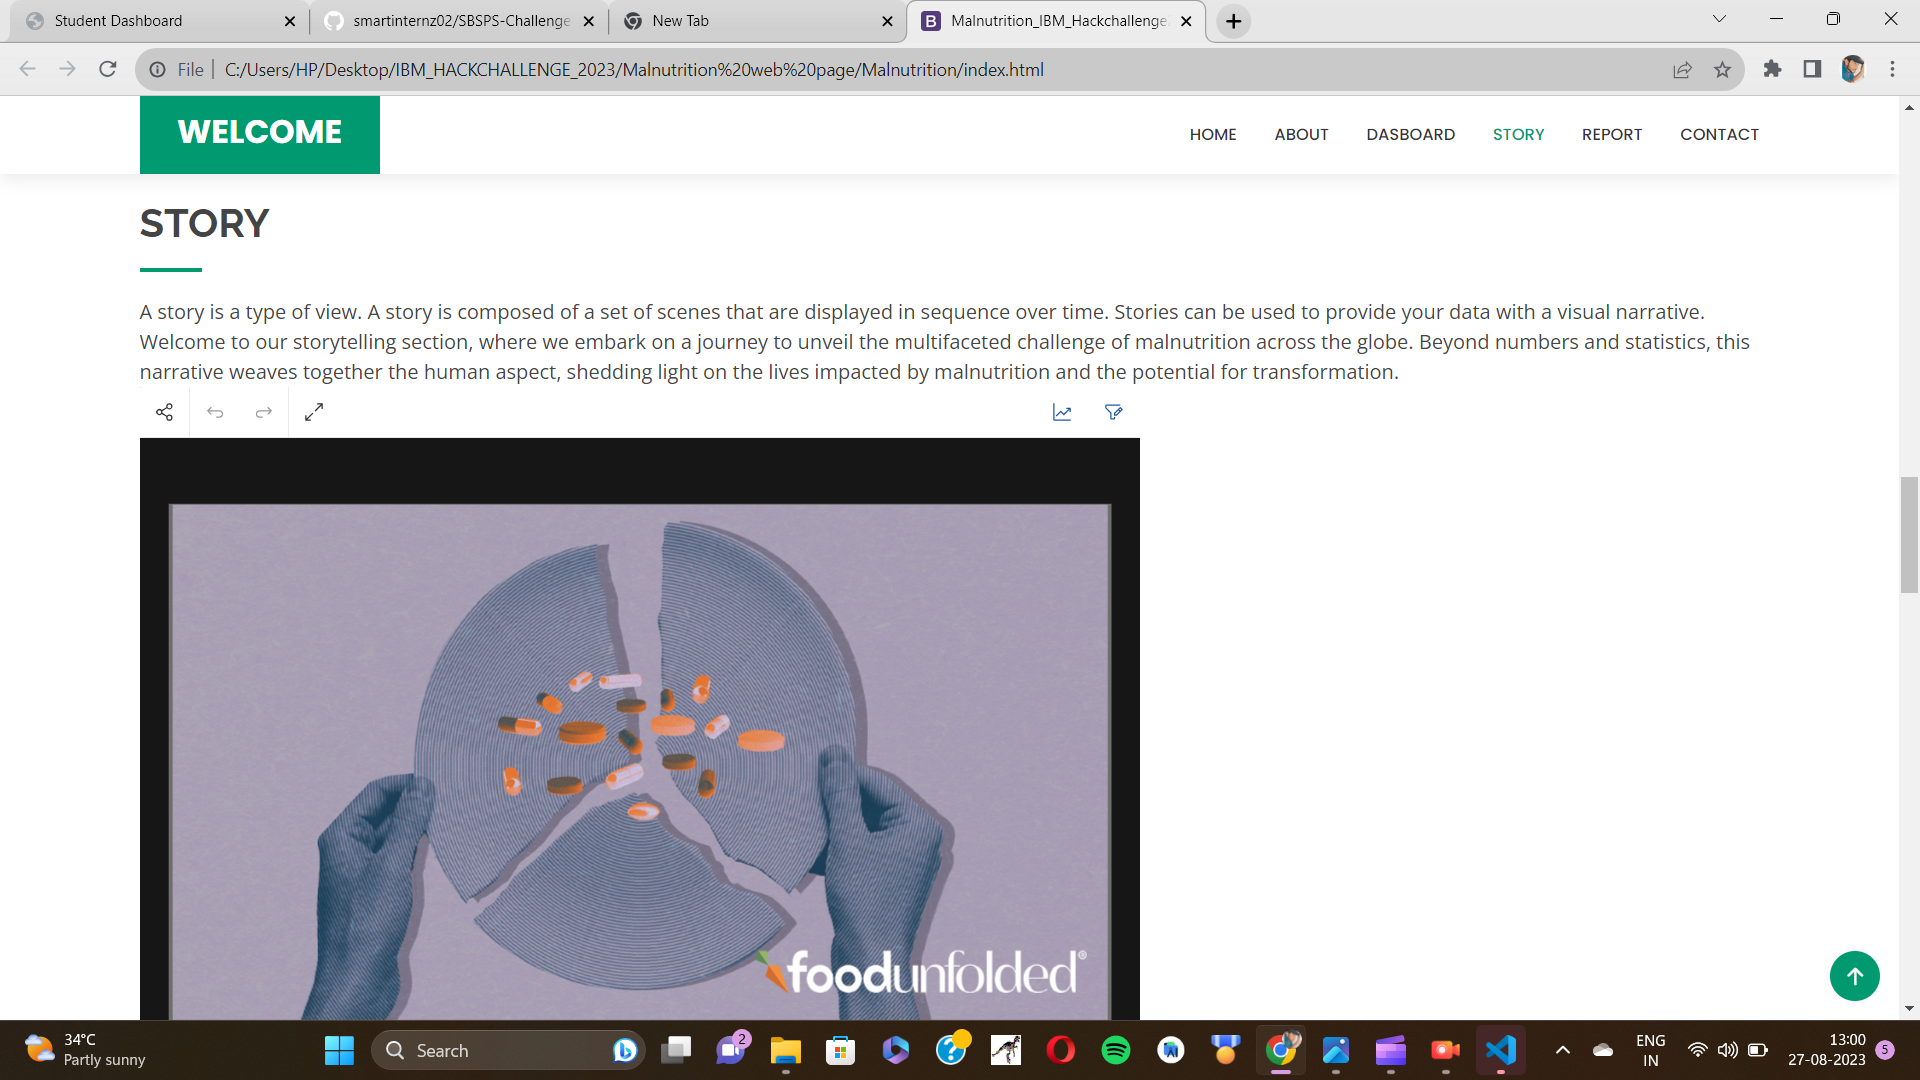 Student Dashboard
smartinternz02/SBSPS-Challenge
New Tab
Malnutrition_IBM_Hackchallenge
File
C:/Users/HP/Desktop/IBM_HACKCHALLENGE_2023/Malnutrition%20web%20page/Malnutrition/index.html
WELCOME
HOME ABOUT DASBOARD STORY REPORT CONTACT
STORY
A story is a type of view. A story is composed of a set of scenes that are displayed in sequence over time. Stories can be used to provide your data with a visual narrative.
Welcome to our storytelling section, where we embark on a journey to unveil the multifaceted challenge of malnutrition across the globe. Beyond numbers and statistics, this
narrative weaves together the human aspect, shedding light on the lives impacted by malnutrition and the potential for transformation.
foodunfolded®
34°C
Partly sunny
Search
2
ENG
IN
13:00
27-08-2023
5